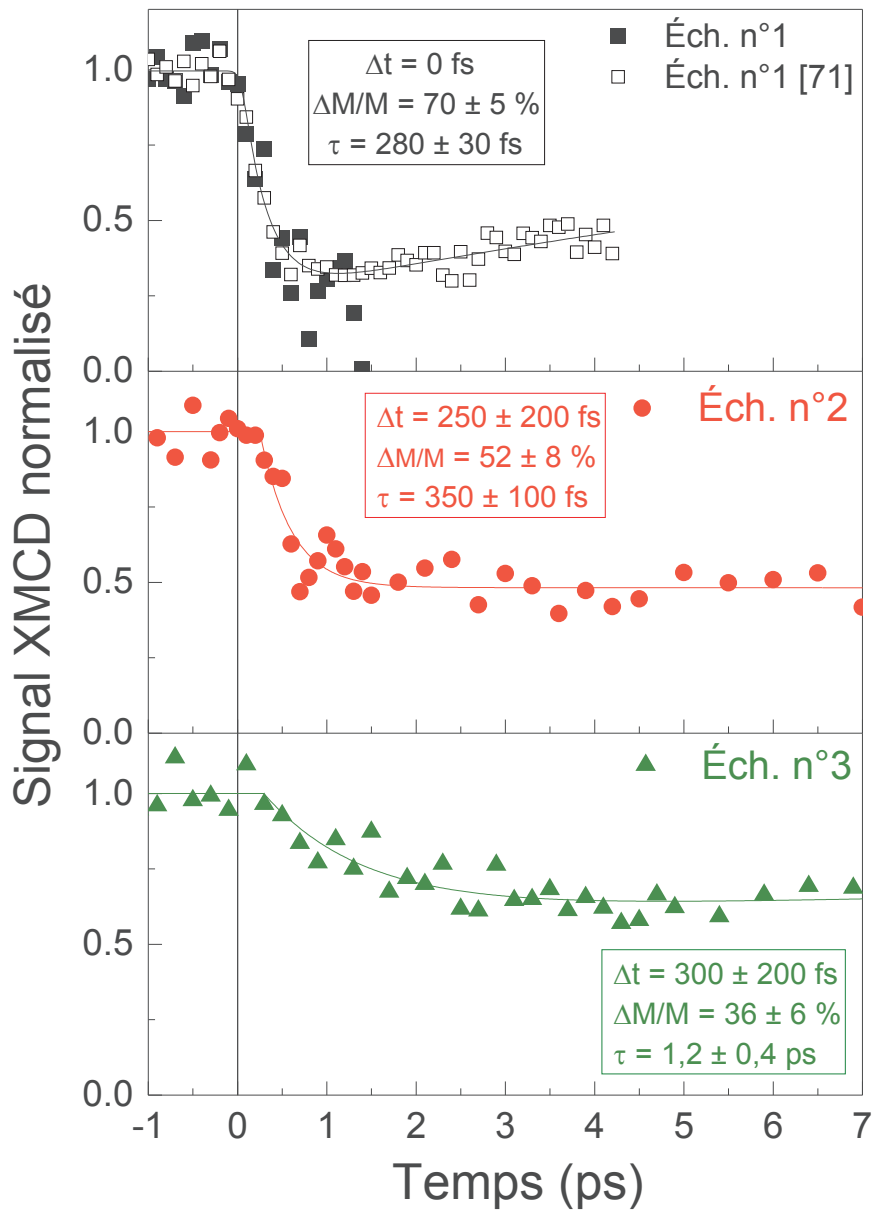 Signal XMCD normalisé
1.0
0.5
Δt = 0 fs
ΔM/M = 70 ± 5 %
τ = 280 ± 30 fs
Éch. n°1
Éch. n°1 [71]
0.0
1.0
0.5
Δt = 250 ± 200 fs
ΔM/M = 52 ± 8 %
τ = 350 ± 100 fs
Éch. n°2
0.0
1.0
0.5
0.0
Éch. n°3
Δt = 300 ± 200 fs
ΔM/M = 36 ± 6 %
τ = 1,2 ± 0,4 ps
-1 0 1 2 3 4 5 6 7
Temps (ps)